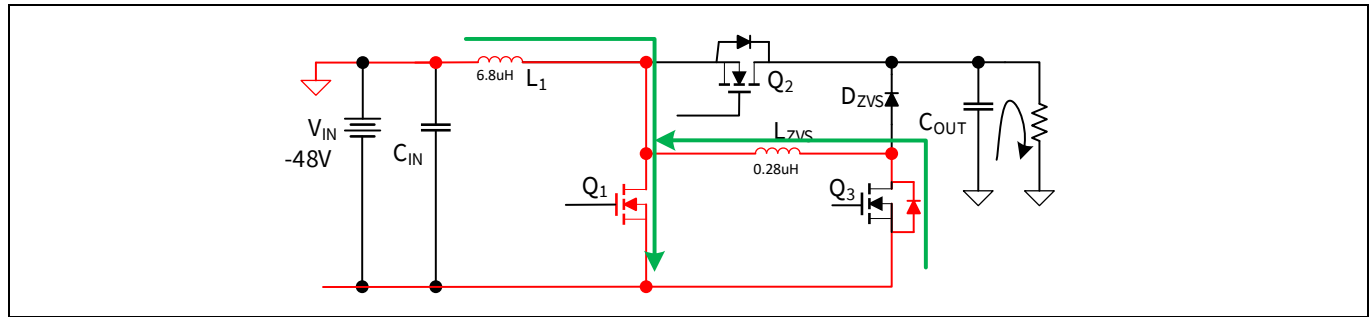 6.8uH
L1
Q2
DZVS
COUT
VIN
-48V
CIN
LZVS
0.28uH
Q1
Q3